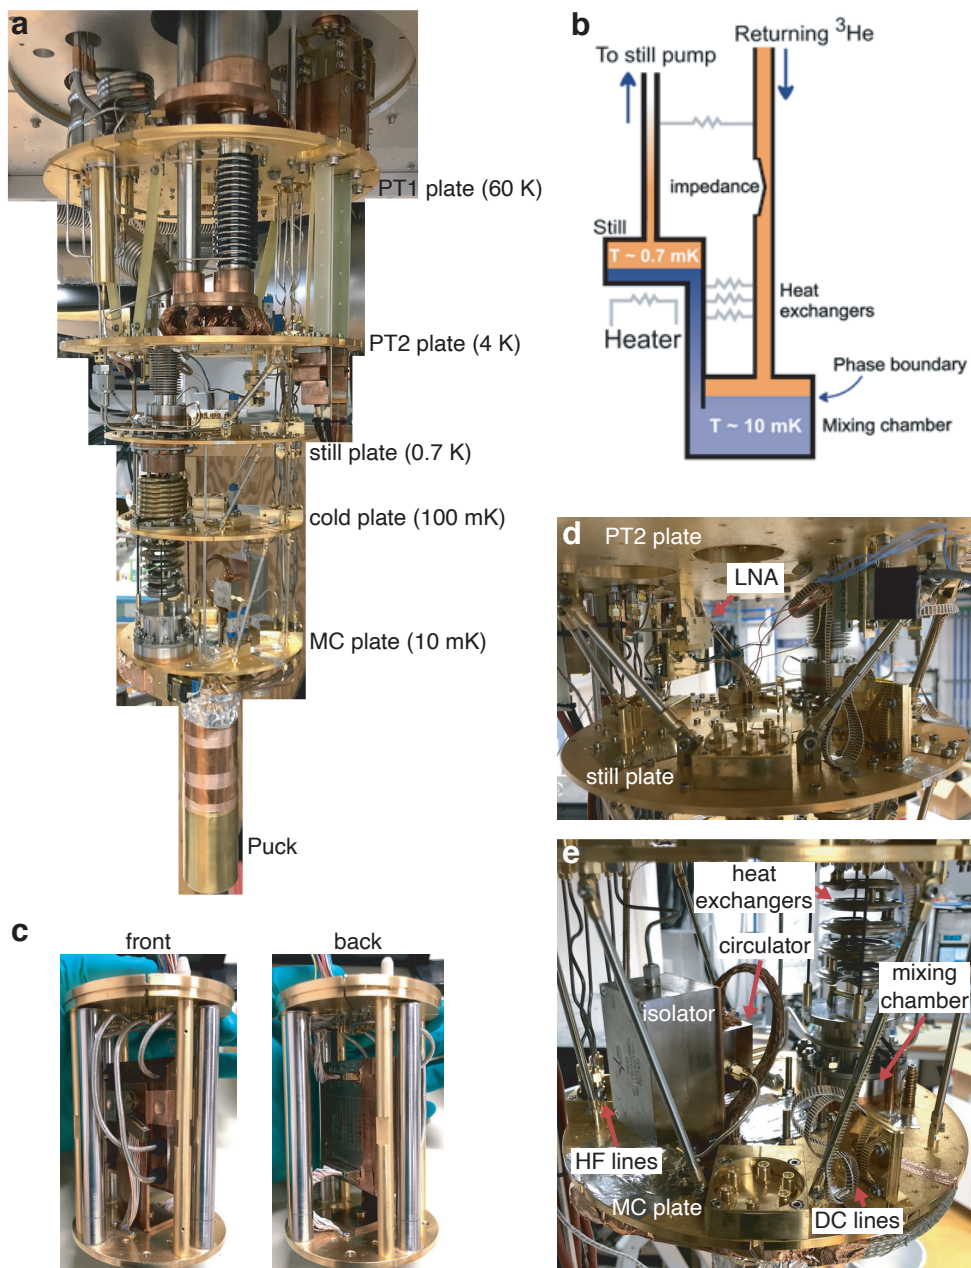 a
PT1 plate (60 K)
PT2 plate (4 K)
still plate (0.7 K)
cold plate (100 mK)
MC plate (10 mK)
Puck
b
Returning ³He
To still pump
impedance
Still
T ~ 0.7 mK
Heat
exchangers
Heater
Phase boundary
T ~ 10 mK
Mixing chamber
c
front
back
d
PT2 plate
LNA
still plate
e
heat
exchangers
circulator
mixing
chamber
isolator
HF lines
MC plate
DC lines